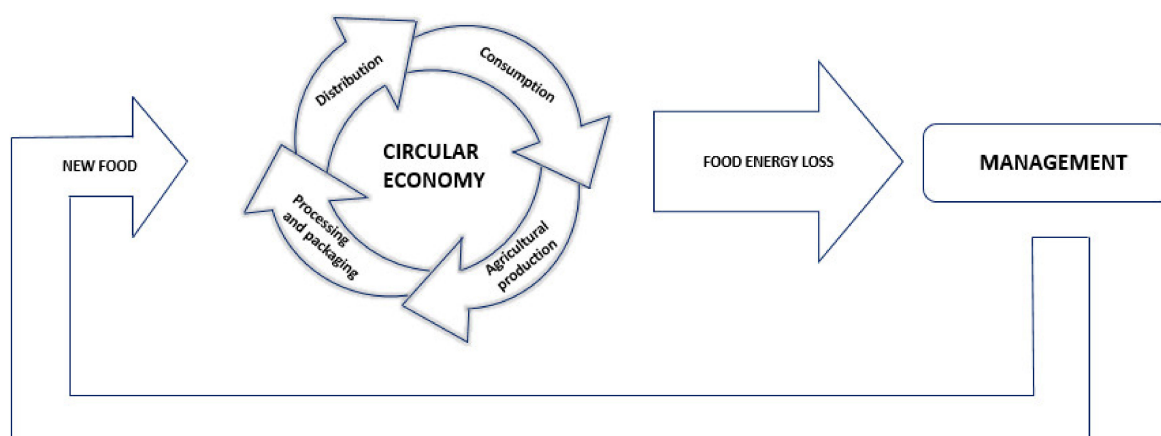 Distribution
Consumption
NEW FOOD
CIRCULAR
ECONOMY
FOOD ENERGY LOSS
MANAGEMENT
Processing
and packaging
Agricultural
production